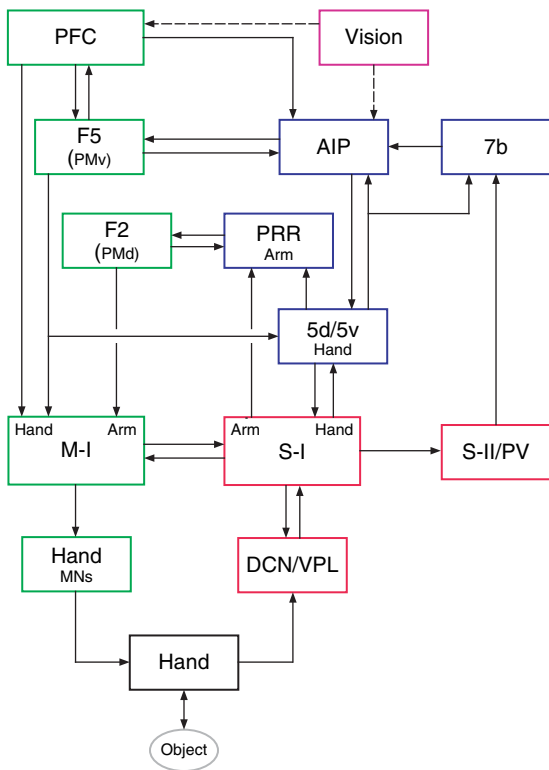 PFC
Vision
F5
(PMv)
AIP
7b
F2
(PMd)
PRR
Arm
5d/5v
Hand
Hand
Arm
M-I
Arm
Hand
S-I
S-II/PV
Hand
MNs
DCN/VPL
Hand
Object